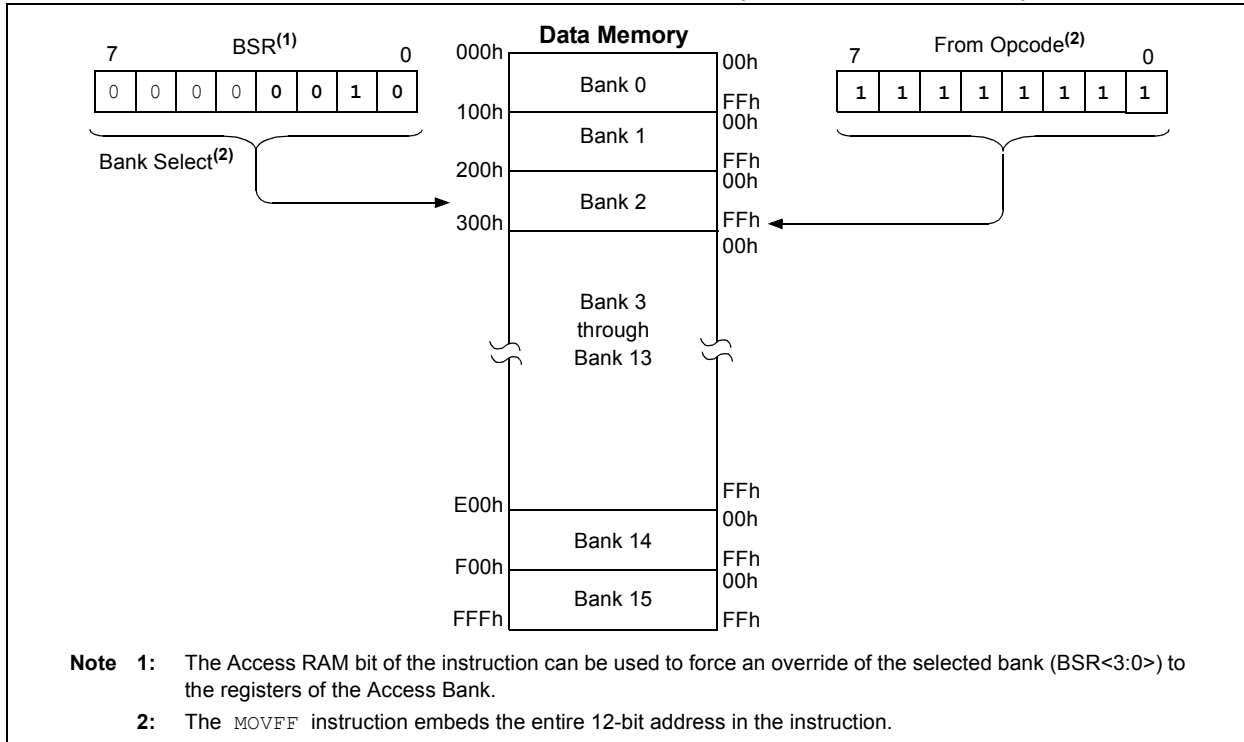 Data Memory
7 BSR(1) 0
0 0 0 0 0 0 1 0
Bank Select(2)
7 From Opcode(2) 0
1 1 1 1 1 1 1 1
000h Bank 0 00h
FFh
100h Bank 1 00h
FFh
200h Bank 2 00h
FFh
300h 00h
Bank 3
through
Bank 13
FFh
E00h 00h
Bank 14
FFh
F00h 00h
Bank 15
FFFh FFh
Note 1: The Access RAM bit of the instruction can be used to force an override of the selected bank (BSR<3:0>) to
the registers of the Access Bank.
2: The MOVFF instruction embeds the entire 12-bit address in the instruction.